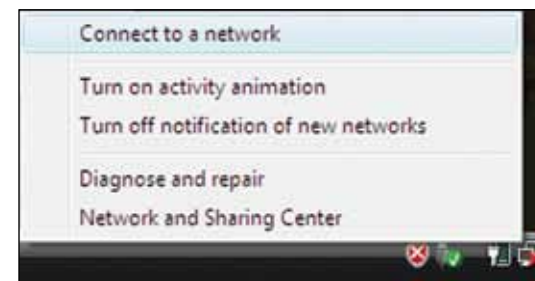 Connect to a network
Turn on activity animation
Turn off notification of new networks
Diagnose and repair
Network and Sharing Center